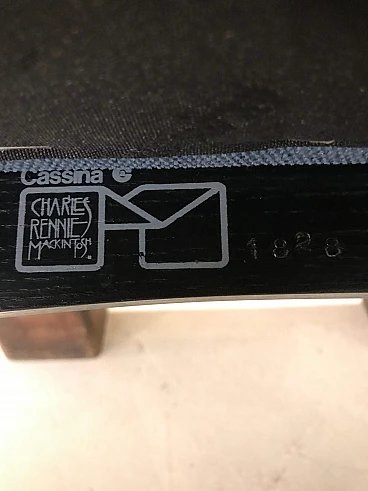 Cassina
CHARLES
RENNIE
MACKINTOSH
1828